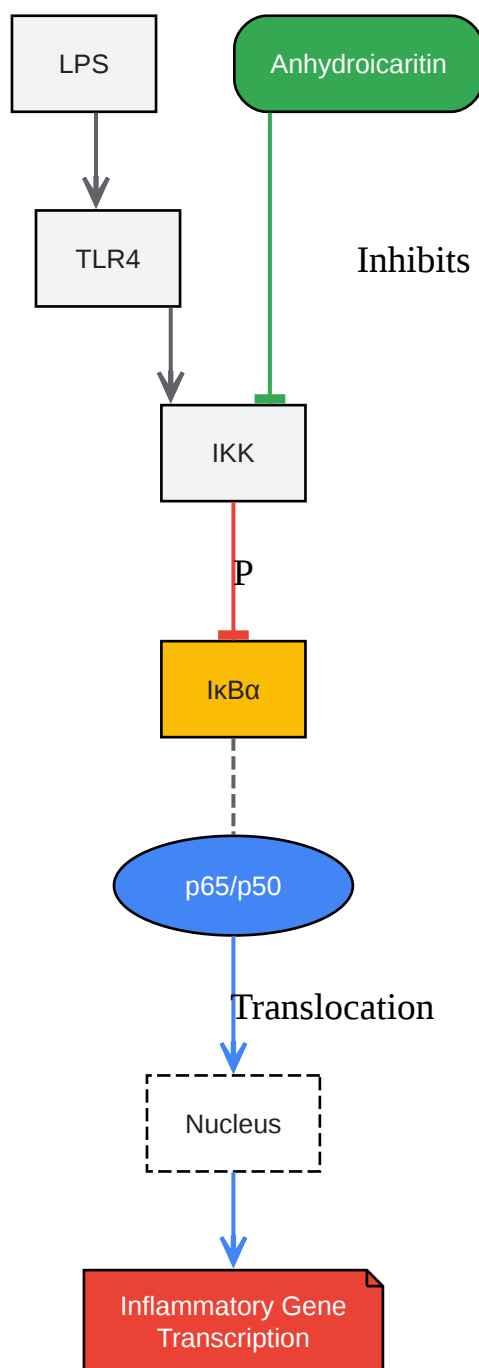 LPS
Anhydroicaritin
TLR4
Inhibits
IKK
P
IκBα
p65/p50
Translocation
Nucleus
Inflammatory Gene
Transcription